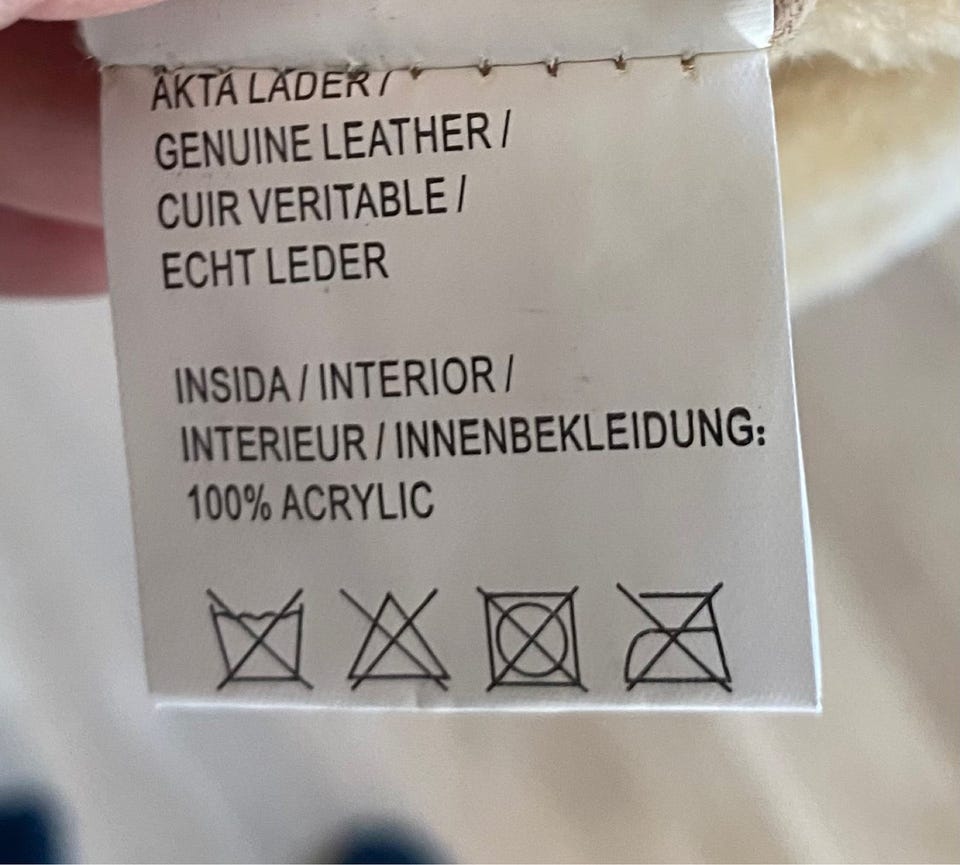 ÄKTA LÄDER /
GENUINE LEATHER /
CUIR VERITABLE /
ECHT LEDER
INSIDA / INTERIOR /
INTERIEUR / INNENBEKLEIDUNG:
100% ACRYLIC